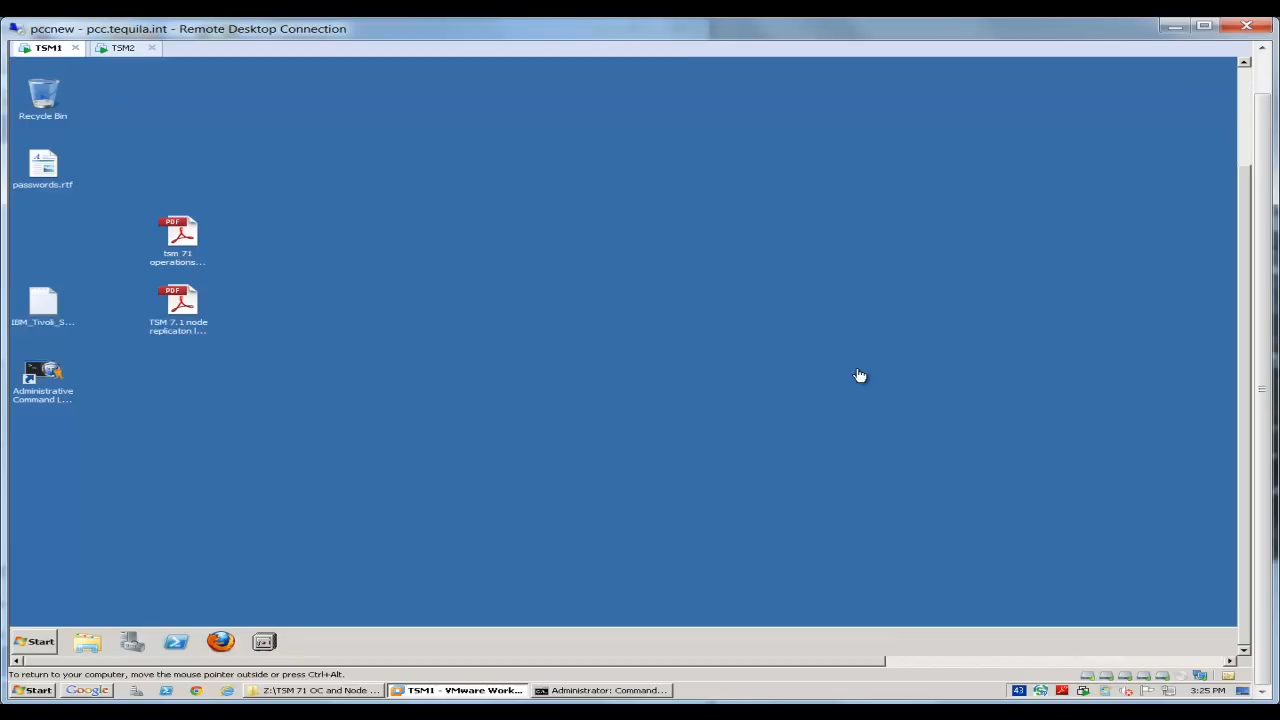 pccnew - pcc.tequila.int - Remote Desktop Connection
TSM1
TSM2
Recycle Bin
passwords.rtf
PDF
tsm 71
operations...
IBM_Tivoli_S...
PDF
TSM 7.1 node
replicaton l...
Administrative
Command L...
Start
To return to your computer, move the mouse pointer outside or press Ctrl+Alt.
Start
Google
Z:\TSM 71 OC and Node ...
TSM1 - VMware Work...
Administrator: Command...
43
3:25 PM